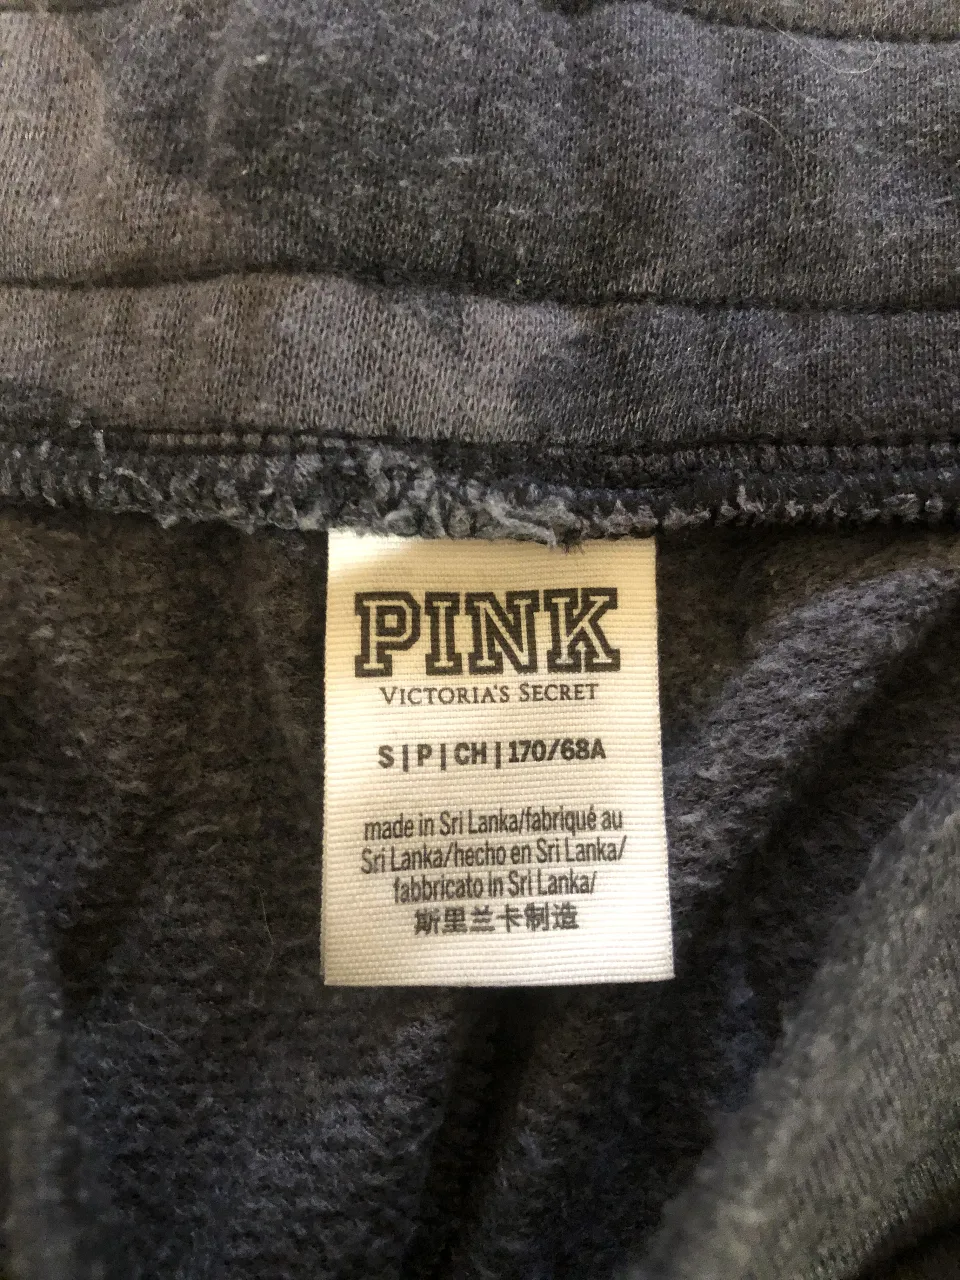 PINK
VICTORIA'S SECRET
S | P | CH | 170/68A
made in Sri Lanka/fabriqué au
Sri Lanka/hecho en Sri Lanka/
fabbricato in Sri Lanka/
斯里兰卡制造